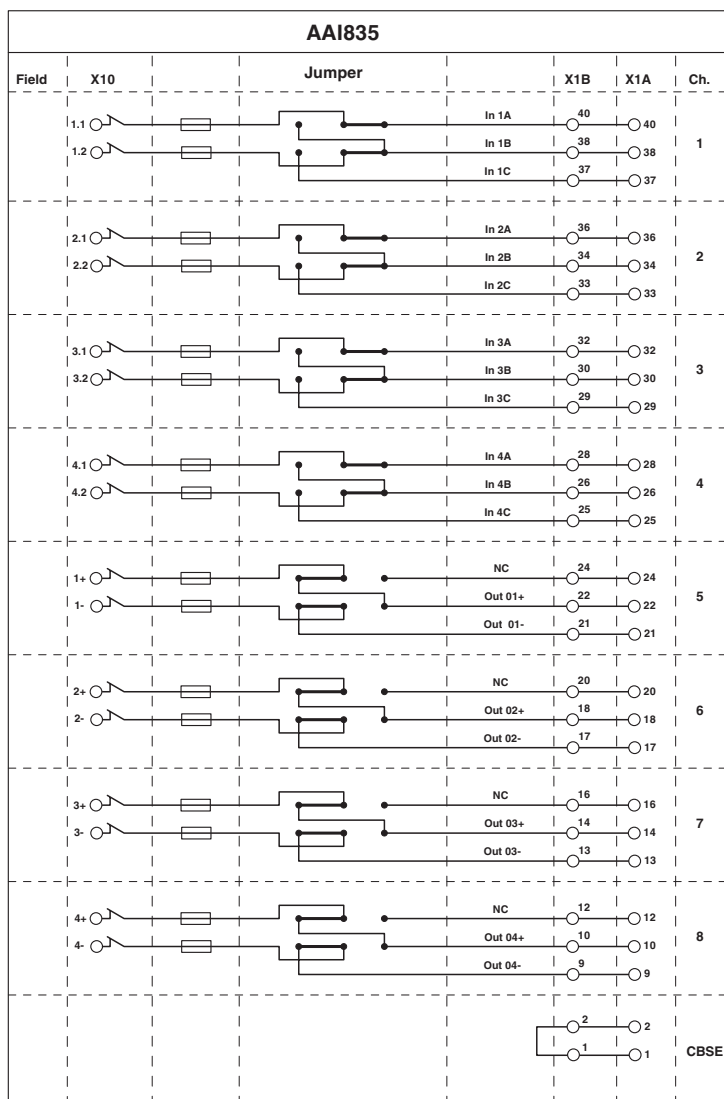 AAI835
Field X10 Jumper X1B X1A Ch.
In 1A 40
1.1 40
In 1B 38 1
1.2 38
In 1C 37
37
In 2A 36
2.1 36
In 2B 34 2
2.2 34
In 2C 33
33
In 3A 32
3.1 32
In 3B 30 3
3.2 30
In 3C 29
29
In 4A 28
4.1 28
In 4B 26 4
4.2 26
In 4C 25
25
NC 24
1+ 24
Out 01+ 22 5
1- 22
Out 01- 21
21
NC 20
2+ 20
Out 02+ 18 6
2- 18
Out 02- 17
17
NC 16
3+ 16
Out 03+ 14 7
3- 14
Out 03- 13
13
NC 12
4+ 12
Out 04+ 10 8
4- 10
Out 04- 9
9
2 2
1 1 CBSE